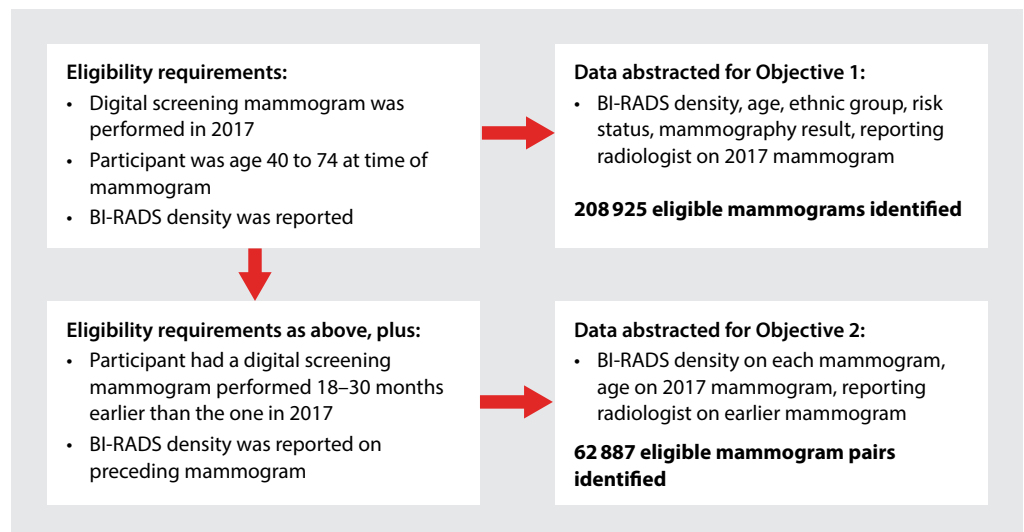 Eligibility requirements:
• Digital screening mammogram was
performed in 2017
• Participant was age 40 to 74 at time of
mammogram
• BI-RADS density was reported
Data abstracted for Objective 1:
• BI-RADS density, age, ethnic group, risk
status, mammography result, reporting
radiologist on 2017 mammogram
208 925 eligible mammograms identified
Eligibility requirements as above, plus:
• Participant had a digital screening
mammogram performed 18–30 months
earlier than the one in 2017
• BI-RADS density was reported on
preceding mammogram
Data abstracted for Objective 2:
• BI-RADS density on each mammogram,
age on 2017 mammogram, reporting
radiologist on earlier mammogram
62 887 eligible mammogram pairs
identified